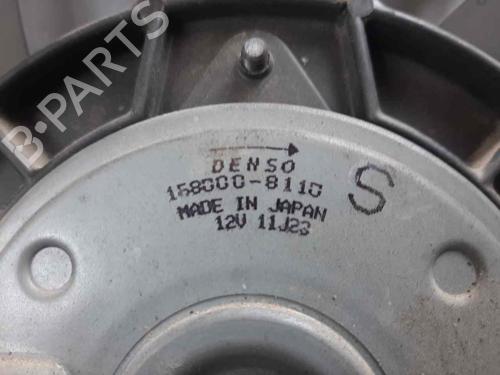 DENSO
168000-8110
S
MADE IN JAPAN
12V 11J23
B-PARTS